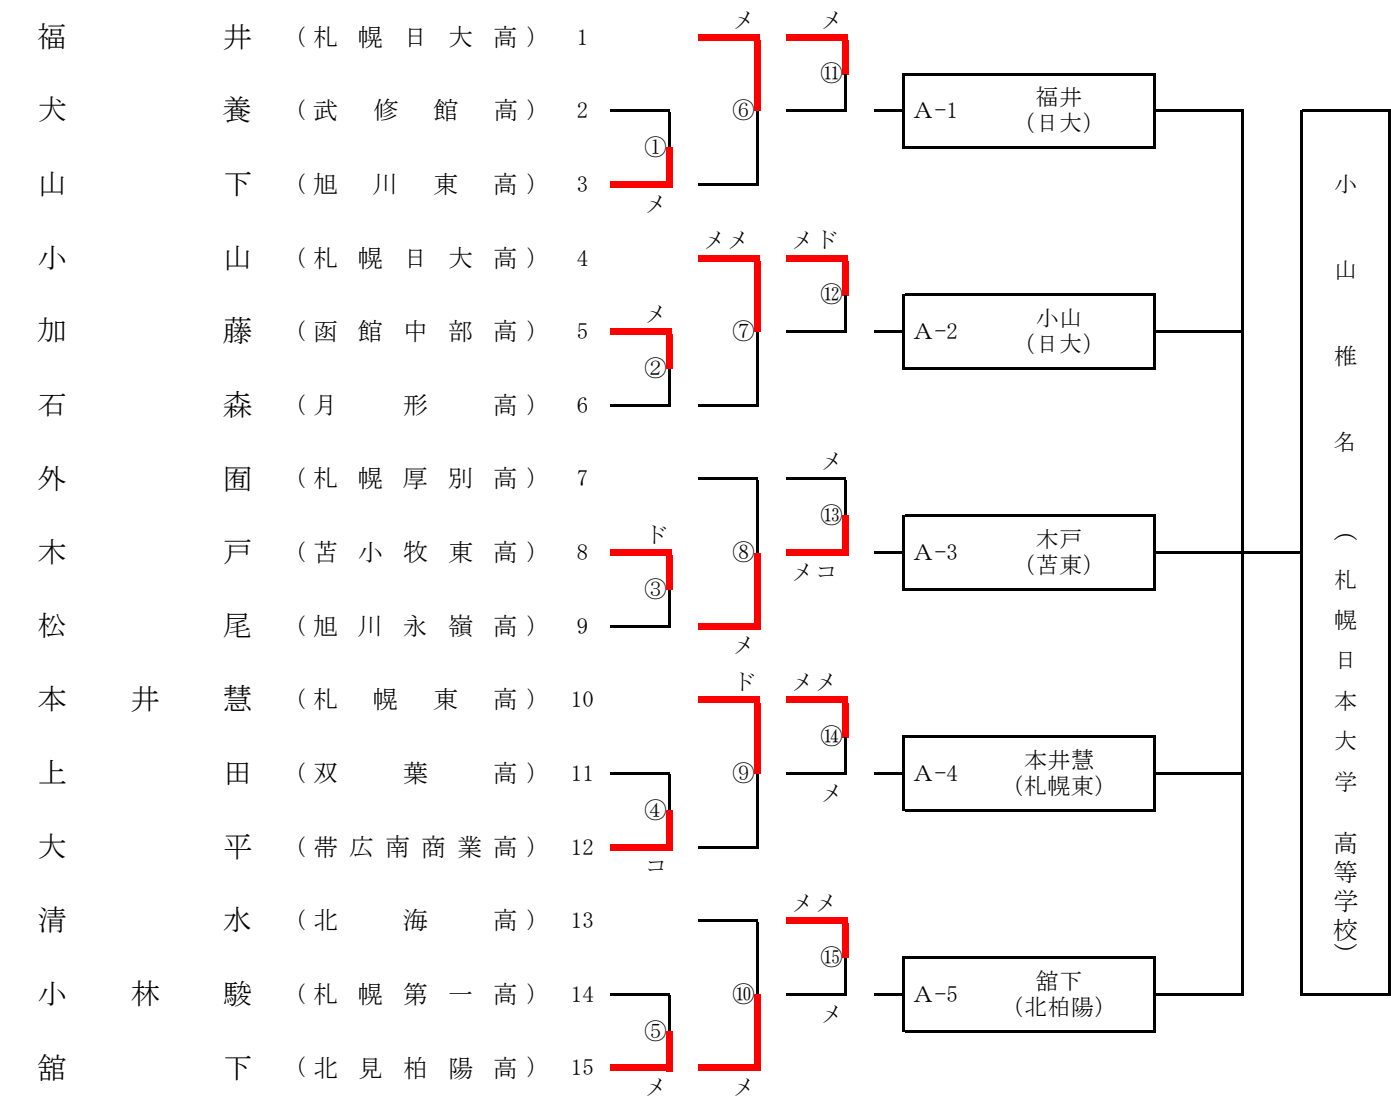 福井 (札幌日大高) 1
犬養 (武修館高) 2
山下 (旭川東高) 3
小山 (札幌日大高) 4
加藤 (函館中部高) 5
石森 (月形高) 6
外囿 (札幌厚別高) 7
木戸 (苫小牧東高) 8
松尾 (旭川永嶺高) 9
本井慧 (札幌東高) 10
上田 (双葉高) 11
大平 (帯広南商業高) 12
清水 (北海高) 13
小林駿 (札幌第一高) 14
舘下 (北見柏陽高) 15
①
メ
メ
②
ド
③
④
コ
⑤
メ
メ
⑥
メメ
⑦
⑧
メ
ド
⑨
⑩
メ
メ
⑪
メド
⑫
メ
⑬
メコ
メメ
⑭
メ
メメ
⑮
メ
A-1 福井
(日大)
A-2 小山
(日大)
A-3 木戸
(苫東)
A-4 本井慧
(札幌東)
A-5 舘下
(北柏陽)
小山椎名(札幌日本大学高等学校)